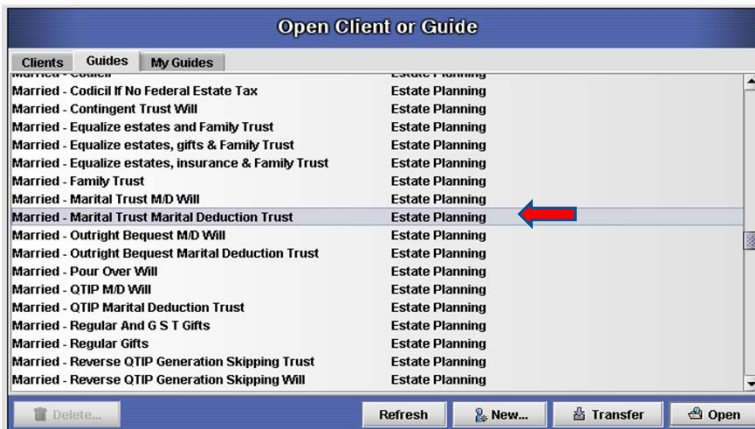 Open Client or Guide
Clients Guides My Guides
Married - Codicil Estate Planning
Married - Codicil If No Federal Estate Tax Estate Planning
Married - Contingent Trust Will Estate Planning
Married - Equalize estates and Family Trust Estate Planning
Married - Equalize estates, gifts & Family Trust Estate Planning
Married - Equalize estates, insurance & Family Trust Estate Planning
Married - Family Trust Estate Planning
Married - Marital Trust M/D Will Estate Planning
Married - Marital Trust Marital Deduction Trust Estate Planning
Married - Outright Bequest M/D Will Estate Planning
Married - Outright Bequest Marital Deduction Trust Estate Planning
Married - Pour Over Will Estate Planning
Married - QTIP M/D Will Estate Planning
Married - QTIP Marital Deduction Trust Estate Planning
Married - Regular And G S T Gifts Estate Planning
Married - Regular Gifts Estate Planning
Married - Reverse QTIP Generation Skipping Trust Estate Planning
Married - Reverse QTIP Generation Skipping Will Estate Planning
Delete... Refresh New... Transfer Open